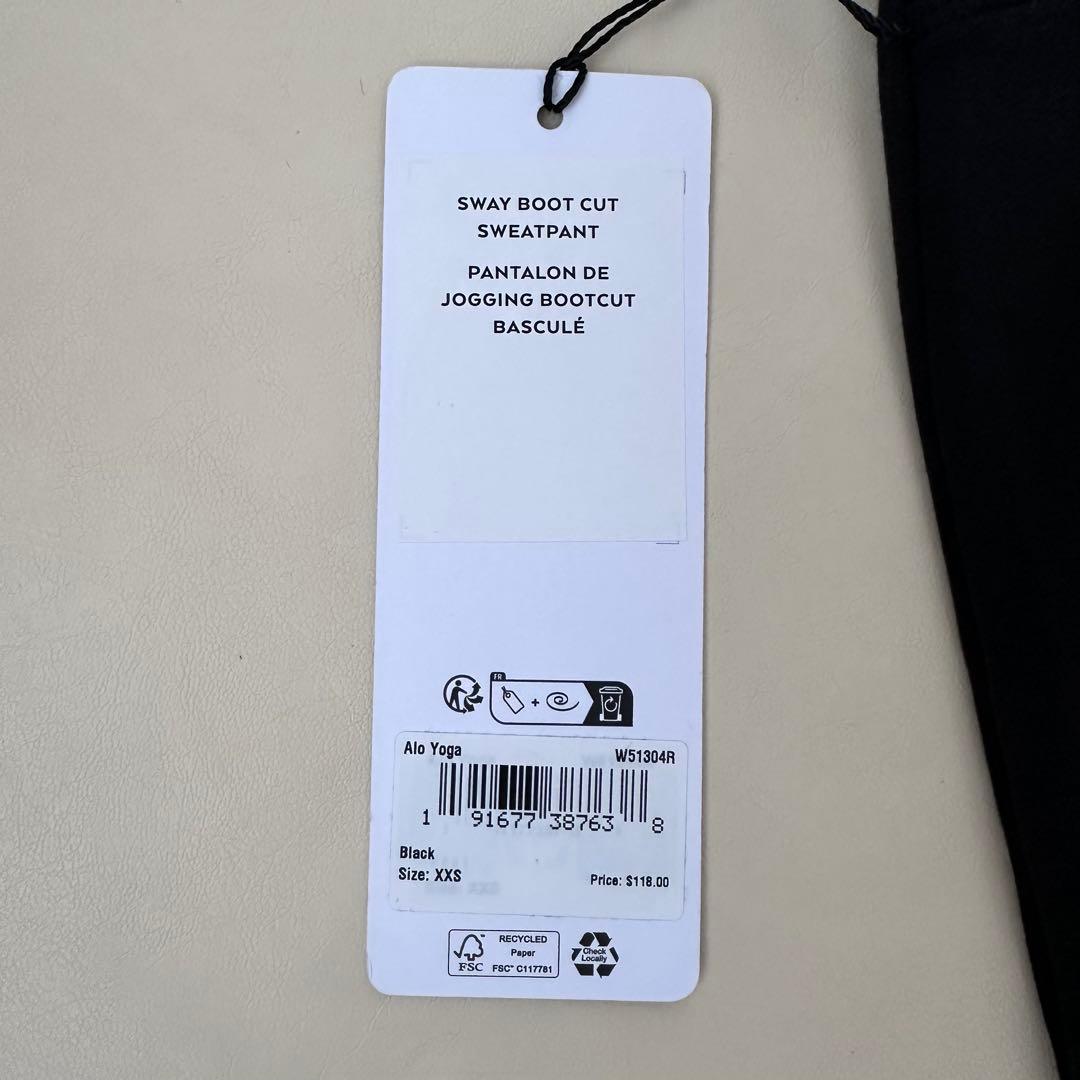 SWAY BOOT CUT
SWEATPANT
PANTALON DE
JOGGING BOOTCUT
BASCULÉ
FR
+
Alo Yoga W51304R
1 91677 38763 8
Black
Size: XXS Price: $118.00
FSC
RECYCLED
Paper
FSC™ C117781
Check
Locally